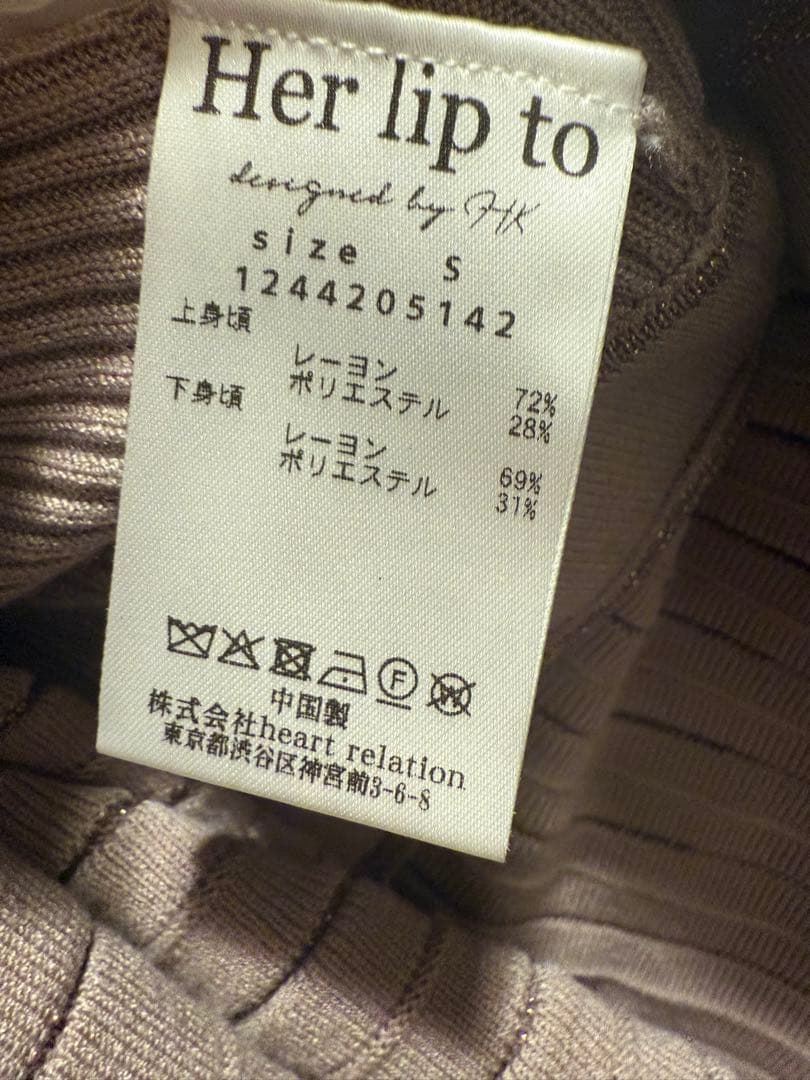 Her lip to
designed by HK
size S
1244205142
上身頃
レーヨン 72%
ポリエステル 28%
下身頃
レーヨン 69%
ポリエステル 31%
F
W
中国製
株式会社heart relation
東京都渋谷区神宮前3-6-8